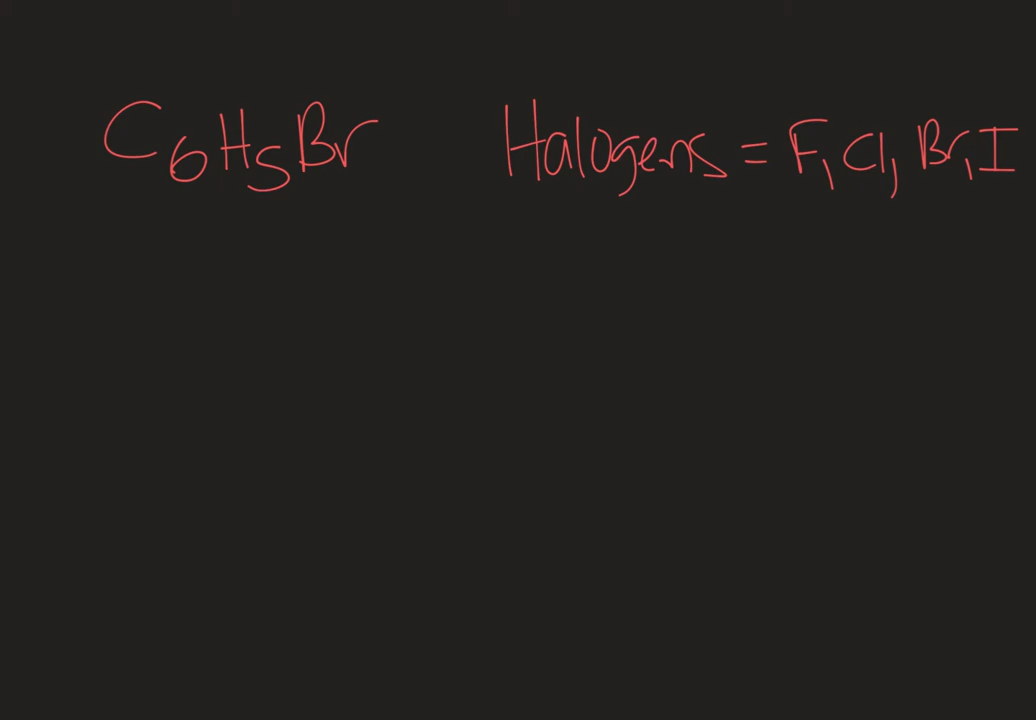 C₆H₅Br Halogens = F, Cl, Br, I